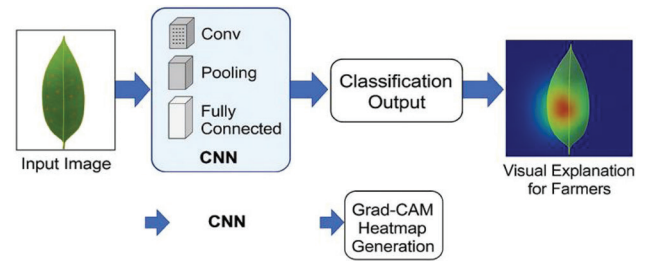 Conv
Pooling
Fully
Connected
CNN
Input Image
Classification
Output
Visual Explanation
for Farmers
CNN
Grad-CAM
Heatmap
Generation